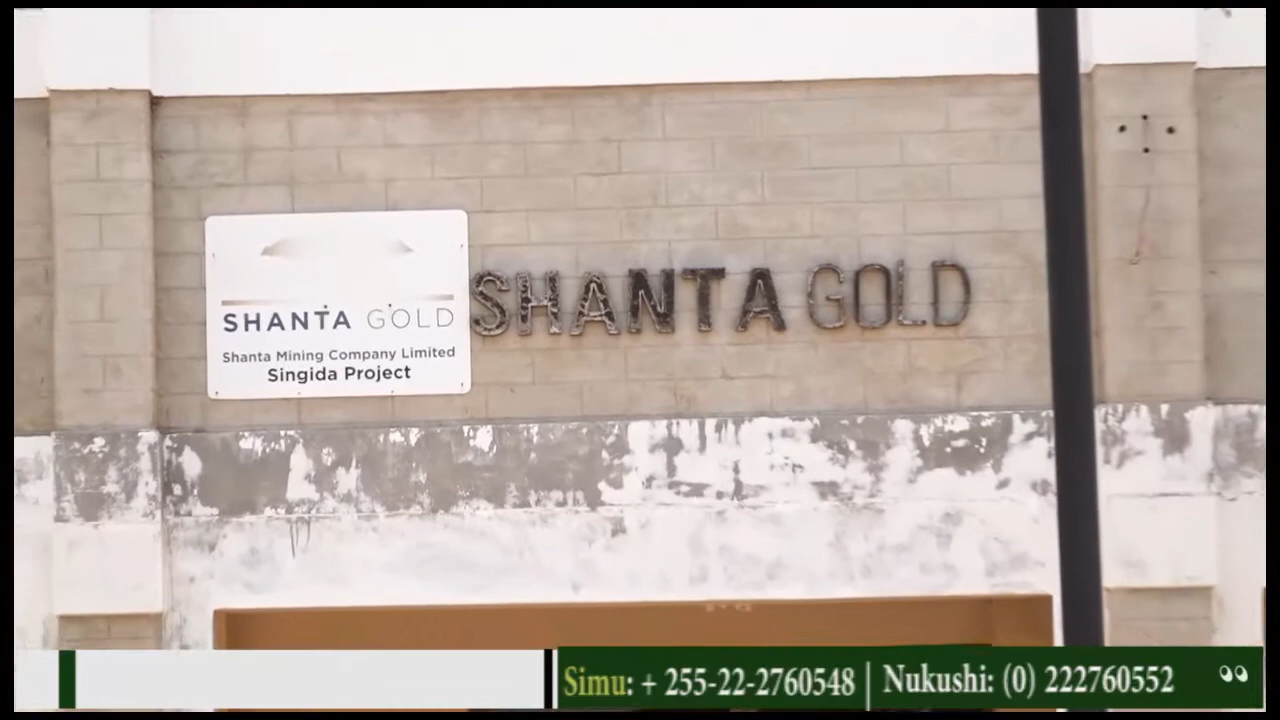 SHANTA GOLD
Shanta Mining Company Limited
Singida Project
SHANTA GOLD
Simu: + 255-22-2760548 | Nukushi: (0) 222760552